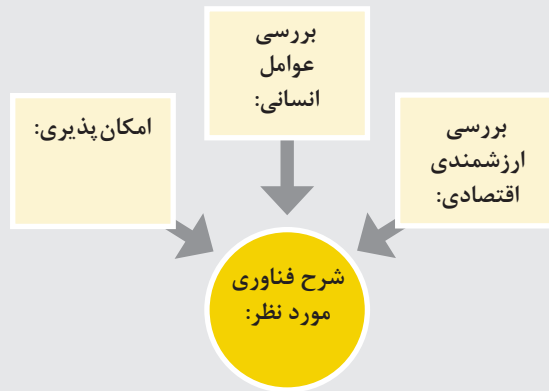 بررسی
عوامل
انسانی:
بررسی
ارزشمندی
اقتصادی:
امکان‌پذیری:
شرح فناوری
مورد نظر: